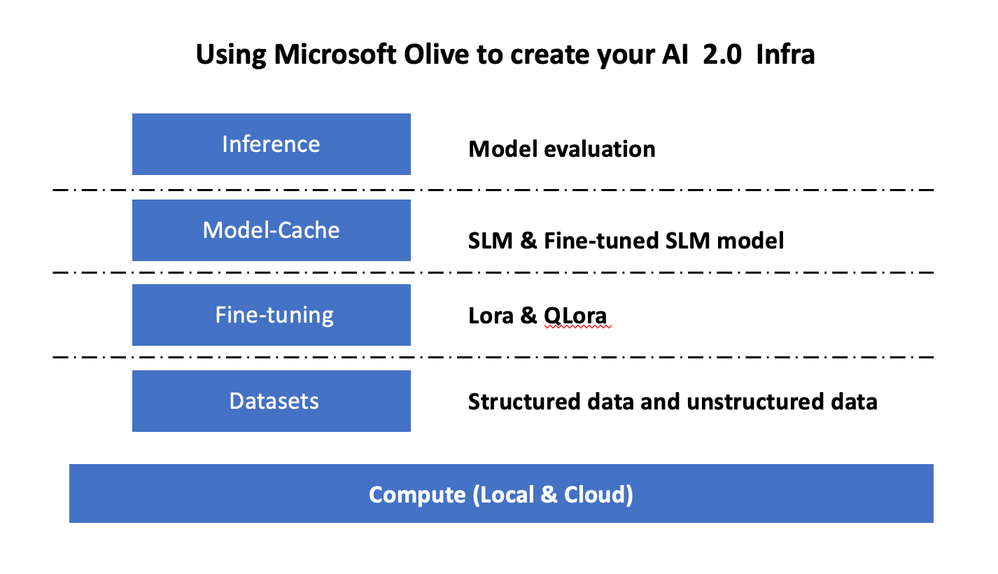 Using Microsoft Olive to create your AI 2.0 Infra
Inference
Model evaluation
Model-Cache
SLM & Fine-tuned SLM model
Fine-tuning
Lora & QLora
Datasets
Structured data and unstructured data
Compute (Local & Cloud)